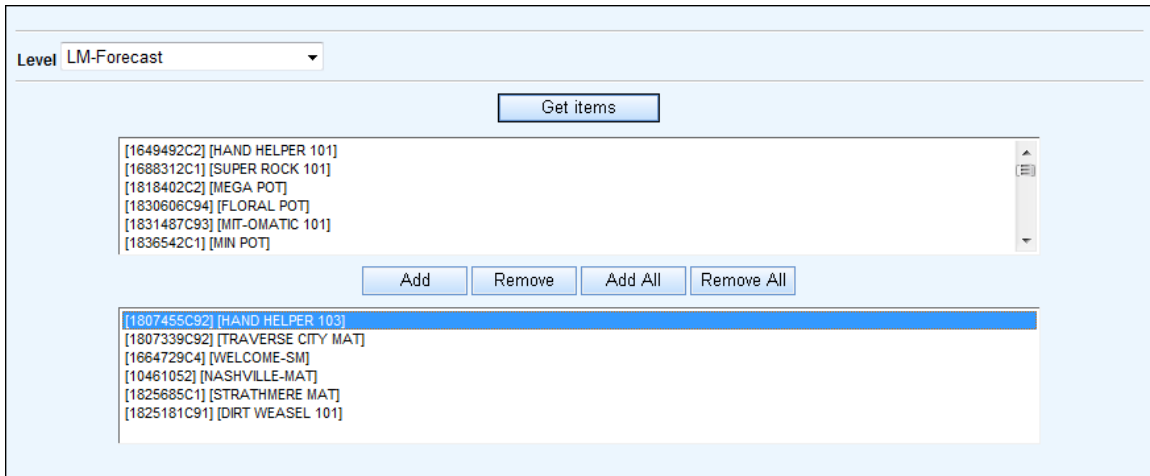 Level LM-Forecast
Get items
[1649492C2] [HAND HELPER 101]
[1688312C1] [SUPER ROCK 101]
[1818402C2] [MEGA POT]
[1830606C94] [FLORAL POT]
[1831487C93] [MIT-OMATIC 101]
[1836542C1] [MIN POT]
Add Remove Add All Remove All
[1807455C92] [HAND HELPER 103]
[1807339C92] [TRAVERSE CITY MAT]
[1664729C4] [WELCOME-SM]
[10461052] [NASHVILLE-MAT]
[1825685C1] [STRATHMERE MAT]
[1825181C91] [DIRT WEASEL 101]